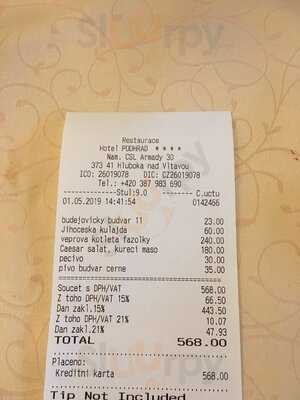 Restaurace
Hotel PODHRAD ****
Nam. CSL Armady 30
373 41 Hluboka nad Vltavou
ICO: 26019078 DIC: CZ26019078
Tel.: +420 387 983 690
Stul:9.0 C.uctu
01.05.2019 14:41:54 0142466
budejovicky budvar 11 23.00
Jihoceska kulajda 60.00
veprova kotleta fazolky 240.00
Caesar salat, kureci maso 180.00
pecivo 30.00
pivo budvar cerne 35.00
Soucet s DPH/VAT 568.00
Z toho DPH/VAT 15% 66.50
Dan zakl.15% 443.50
Z toho DPH/VAT 21% 10.07
Dan zakl.21% 47.93
TOTAL 568.00
Placeno:
Kreditni karta 568.00
Tip Not Included